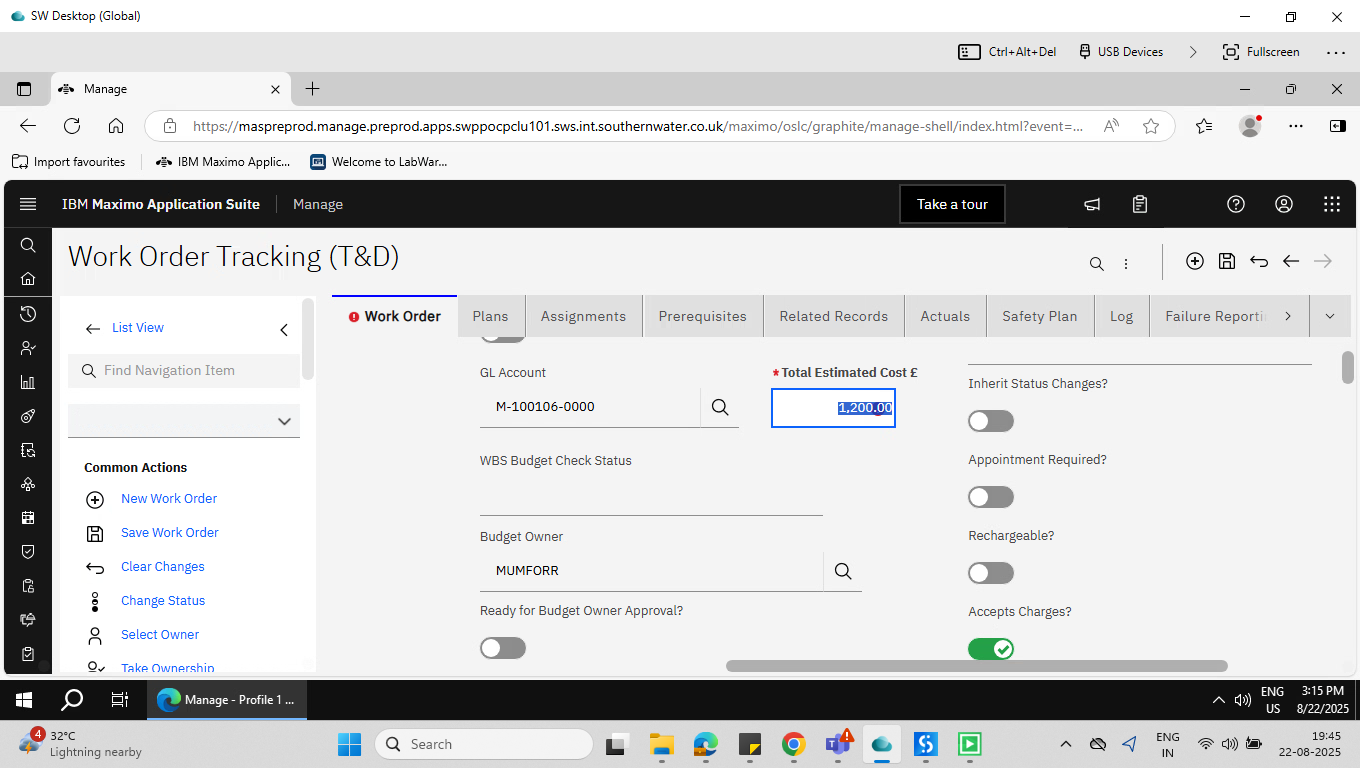 SW Desktop (Global)
Ctrl+Alt+Del
USB Devices
Fullscreen
Manage
https://maspreprod.manage.preprod.apps.swppocpclu101.sws.int.southernwater.co.uk/maximo/oslc/graphite/manage-shell/index.html?event=...
Import favourites
IBM Maximo Applic...
Welcome to LabWar...
IBM Maximo Application Suite
Manage
Take a tour
Work Order Tracking (T&D)
List View
Find Navigation Item
Common Actions
New Work Order
Save Work Order
Clear Changes
Change Status
Select Owner
Take Ownership
Work Order
Plans
Assignments
Prerequisites
Related Records
Actuals
Safety Plan
Log
Failure Reporti
GL Account
M-100106-0000
* Total Estimated Cost £
1,200.00
WBS Budget Check Status
Budget Owner
MUMFORR
Ready for Budget Owner Approval?
Inherit Status Changes?
Appointment Required?
Rechargeable?
Accepts Charges?
Manage - Profile 1 ...
ENG
US
3:15 PM
8/22/2025
4
32°C
Lightning nearby
Search
ENG
IN
19:45
22-08-2025